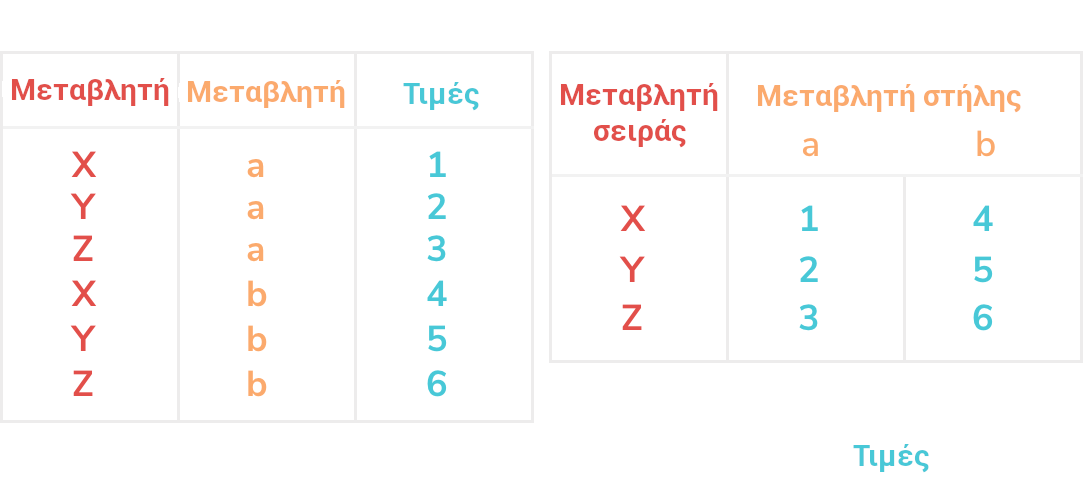 Μεταβλητή Μεταβλητή Τιμές
X a 1
Y a 2
Z a 3
X b 4
Y b 5
Z b 6
Μεταβλητή σειράς Μεταβλητή στήλης
a b
X 1 4
Y 2 5
Z 3 6
Τιμές